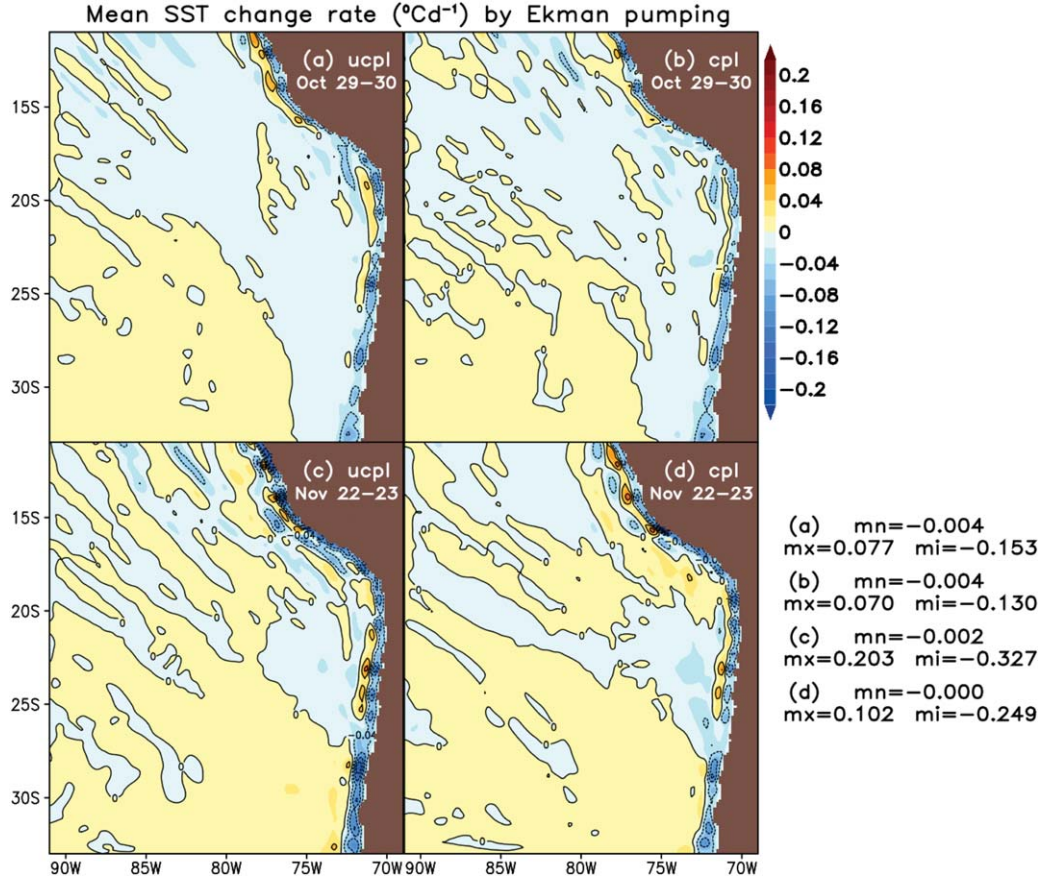 Mean SST change rate (°Cd⁻¹) by Ekman pumping
(a) ucpl
Oct 29−30
(b) cpl
Oct 29−30
15S
20S
25S
30S
0.2
0.16
0.12
0.08
0.04
0
−0.04
−0.08
−0.12
−0.16
−0.2
(c) ucpl
Nov 22−23
(d) cpl
Nov 22−23
15S
20S
25S
30S
90W 85W 80W 75W 70W 90W 85W 80W 75W 70W
(a) mn=−0.004
mx=0.077 mi=−0.153
(b) mn=−0.004
mx=0.070 mi=−0.130
(c) mn=−0.002
mx=0.203 mi=−0.327
(d) mn=−0.000
mx=0.102 mi=−0.249